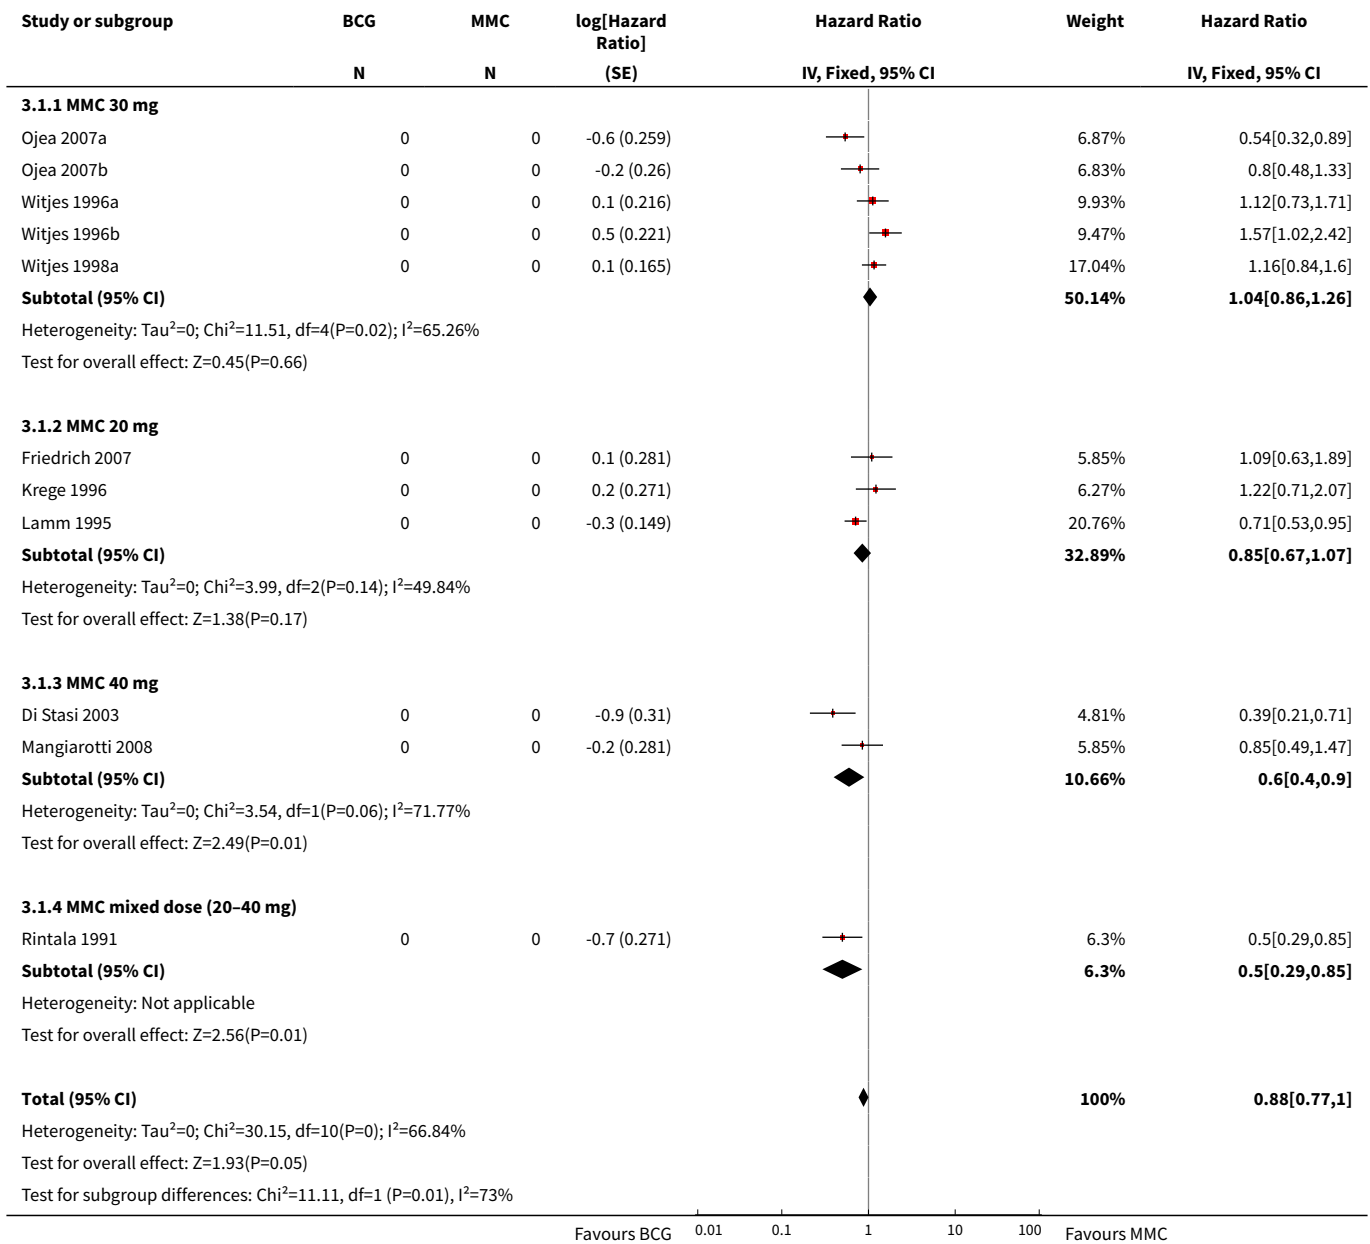 Study or subgroup BCG MMC log[Hazard Ratio] Hazard Ratio Weight Hazard Ratio
N N (SE) IV, Fixed, 95% CI IV, Fixed, 95% CI
3.1.1 MMC 30 mg
Ojea 2007a 0 0 -0.6 (0.259) 6.87% 0.54[0.32,0.89]
Ojea 2007b 0 0 -0.2 (0.26) 6.83% 0.8[0.48,1.33]
Witjes 1996a 0 0 0.1 (0.216) 9.93% 1.12[0.73,1.71]
Witjes 1996b 0 0 0.5 (0.221) 9.47% 1.57[1.02,2.42]
Witjes 1998a 0 0 0.1 (0.165) 17.04% 1.16[0.84,1.6]
Subtotal (95% CI) 50.14% 1.04[0.86,1.26]
Heterogeneity: Tau²=0; Chi²=11.51, df=4(P=0.02); I²=65.26%
Test for overall effect: Z=0.45(P=0.66)
3.1.2 MMC 20 mg
Friedrich 2007 0 0 0.1 (0.281) 5.85% 1.09[0.63,1.89]
Krege 1996 0 0 0.2 (0.271) 6.27% 1.22[0.71,2.07]
Lamm 1995 0 0 -0.3 (0.149) 20.76% 0.71[0.53,0.95]
Subtotal (95% CI) 32.89% 0.85[0.67,1.07]
Heterogeneity: Tau²=0; Chi²=3.99, df=2(P=0.14); I²=49.84%
Test for overall effect: Z=1.38(P=0.17)
3.1.3 MMC 40 mg
Di Stasi 2003 0 0 -0.9 (0.31) 4.81% 0.39[0.21,0.71]
Mangiarotti 2008 0 0 -0.2 (0.281) 5.85% 0.85[0.49,1.47]
Subtotal (95% CI) 10.66% 0.6[0.4,0.9]
Heterogeneity: Tau²=0; Chi²=3.54, df=1(P=0.06); I²=71.77%
Test for overall effect: Z=2.49(P=0.01)
3.1.4 MMC mixed dose (20–40 mg)
Rintala 1991 0 0 -0.7 (0.271) 6.3% 0.5[0.29,0.85]
Subtotal (95% CI) 6.3% 0.5[0.29,0.85]
Heterogeneity: Not applicable
Test for overall effect: Z=2.56(P=0.01)
Total (95% CI) 100% 0.88[0.77,1]
Heterogeneity: Tau²=0; Chi²=30.15, df=10(P=0); I²=66.84%
Test for overall effect: Z=1.93(P=0.05)
Test for subgroup differences: Chi²=11.11, df=1 (P=0.01), I²=73%
Favours BCG 0.01 0.1 1 10 100 Favours MMC